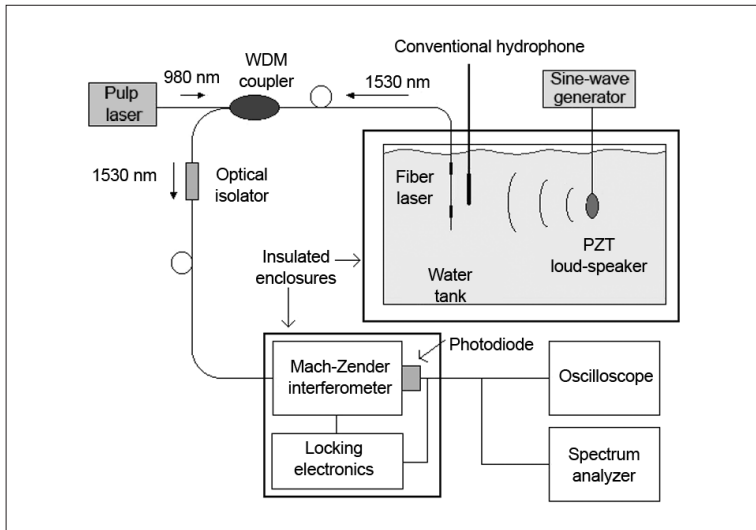 Conventional hydrophone
WDM
coupler
980 nm
1530 nm
Pulp
laser
Sine-wave
generator
1530 nm
Optical
isolator
Fiber
laser
PZT
loud-speaker
Water
tank
Insulated
enclosures
Photodiode
Mach-Zender
interferometer
Oscilloscope
Locking
electronics
Spectrum
analyzer